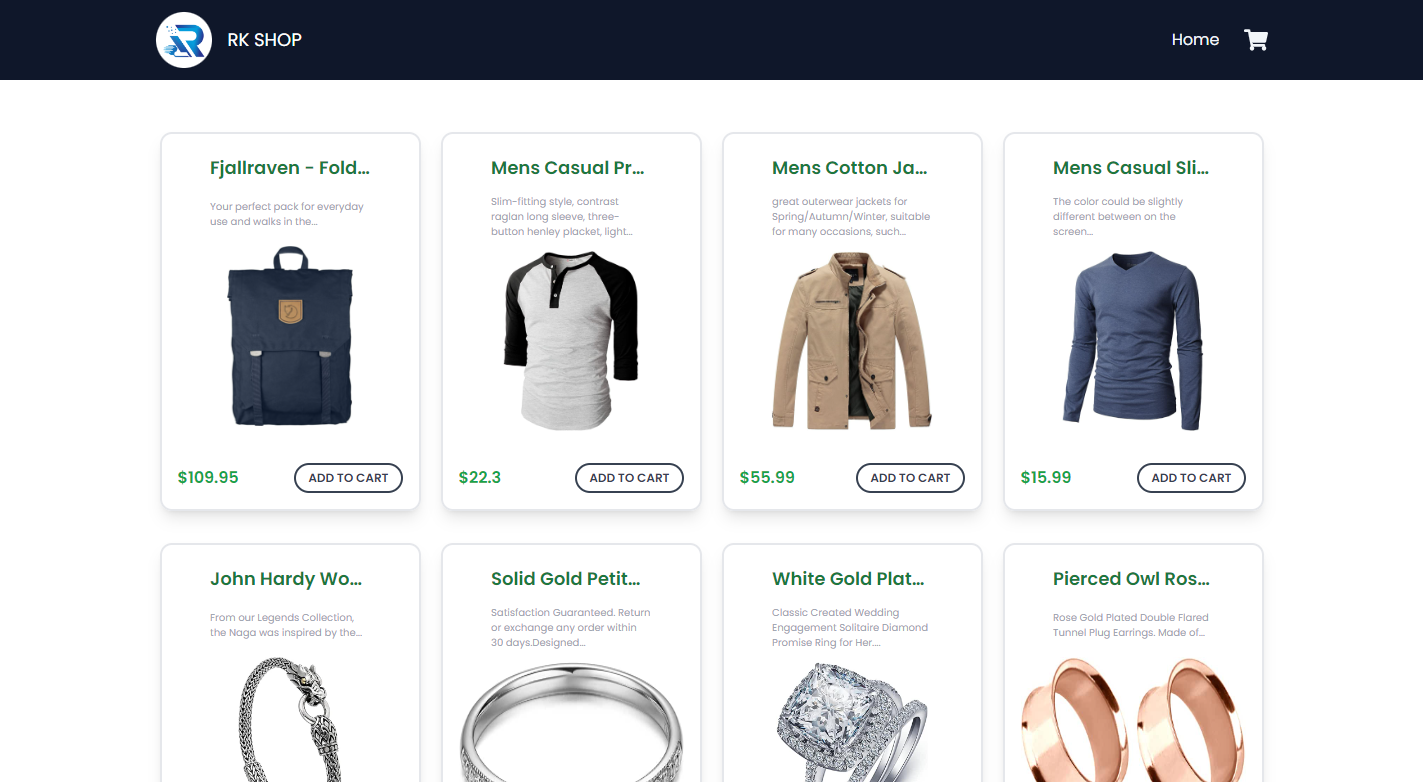 RK SHOP
Home
Fjallraven - Fold...
Your perfect pack for everyday
use and walks in the...
$109.95
ADD TO CART
Mens Casual Pr...
Slim-fitting style, contrast
raglan long sleeve, three-
button henley placket, light...
$22.3
ADD TO CART
Mens Cotton Ja...
great outerwear jackets for
Spring/Autumn/Winter, suitable
for many occasions, such...
$55.99
ADD TO CART
Mens Casual Sli...
The color could be slightly
different between on the
screen...
$15.99
ADD TO CART
John Hardy Wo...
From our Legends Collection,
the Naga was inspired by the...
Solid Gold Petit...
Satisfaction Guaranteed. Return
or exchange any order within
30 days.Designed...
White Gold Plat...
Classic Created Wedding
Engagement Solitaire Diamond
Promise Ring for Her....
Pierced Owl Ros...
Rose Gold Plated Double Flared
Tunnel Plug Earrings. Made of...